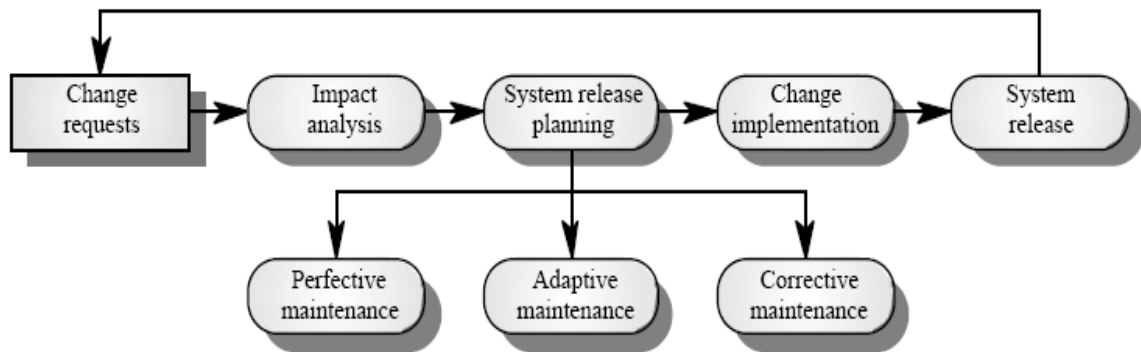 Change
requests
Impact
analysis
System release
planning
Change
implementation
System
release
Perfective
maintenance
Adaptive
maintenance
Corrective
maintenance